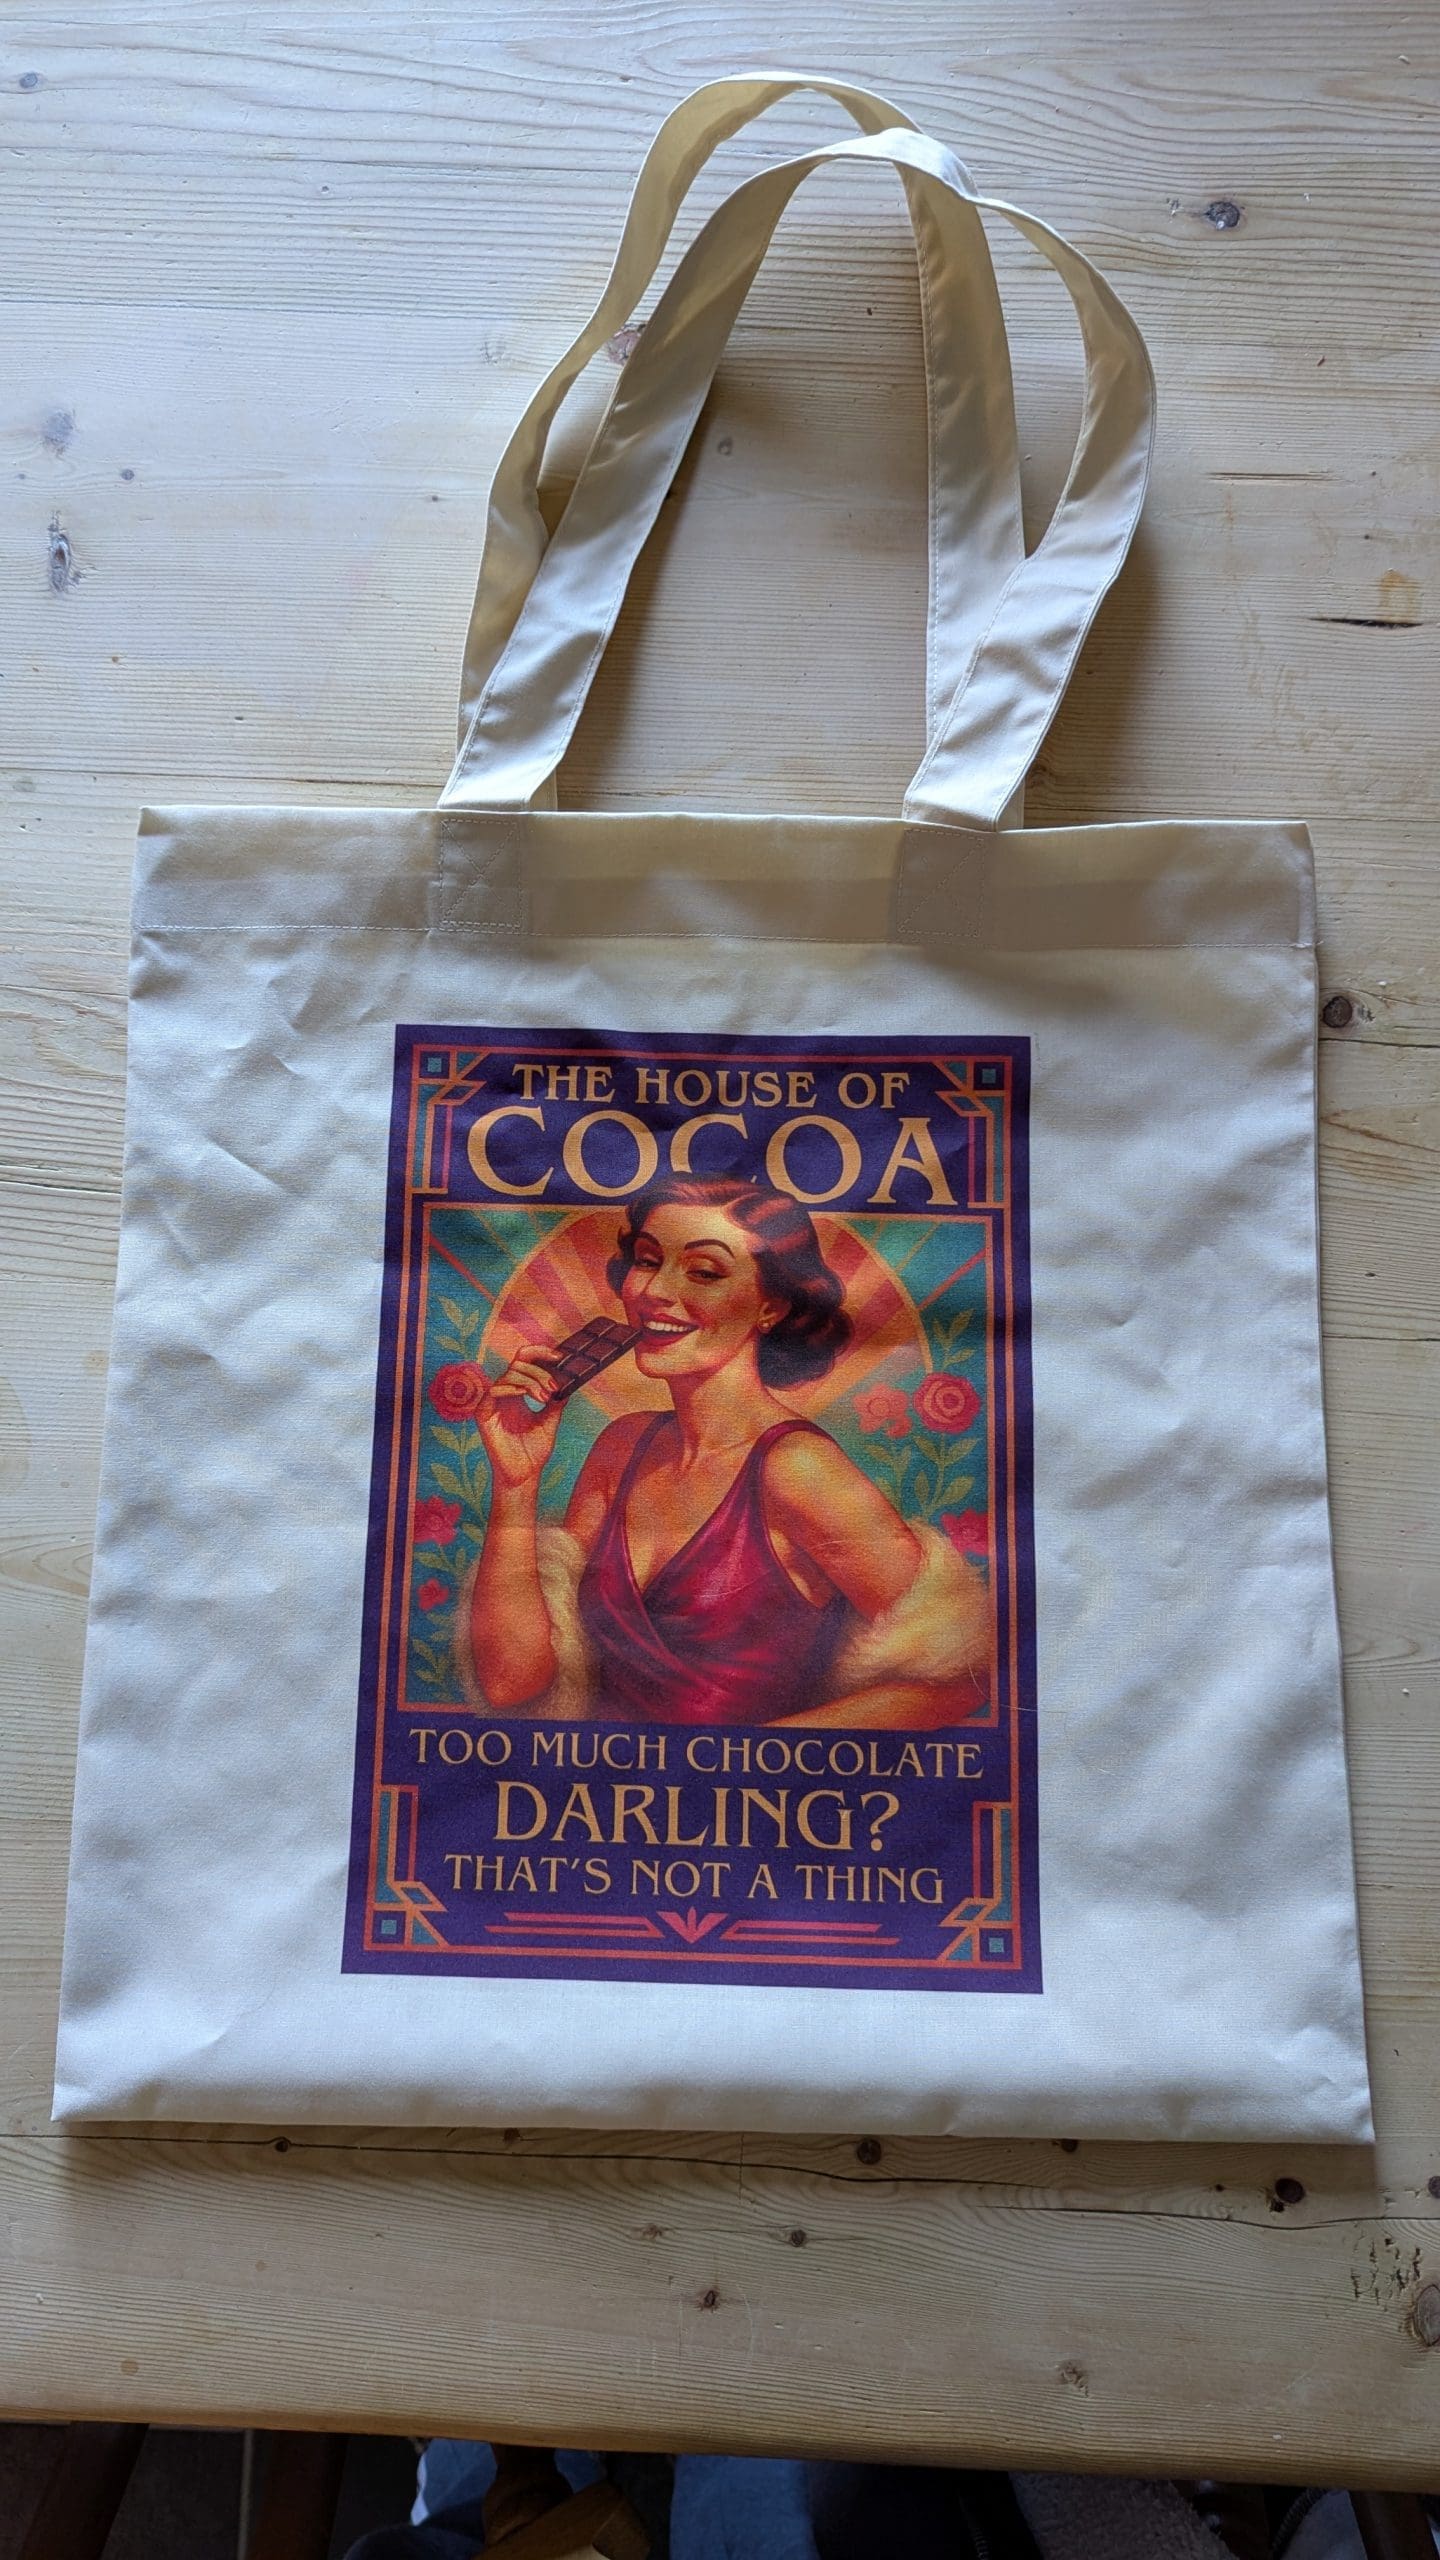 THE HOUSE OF
COCOA
TOO MUCH CHOCOLATE
DARLING?
THAT'S NOT A THING